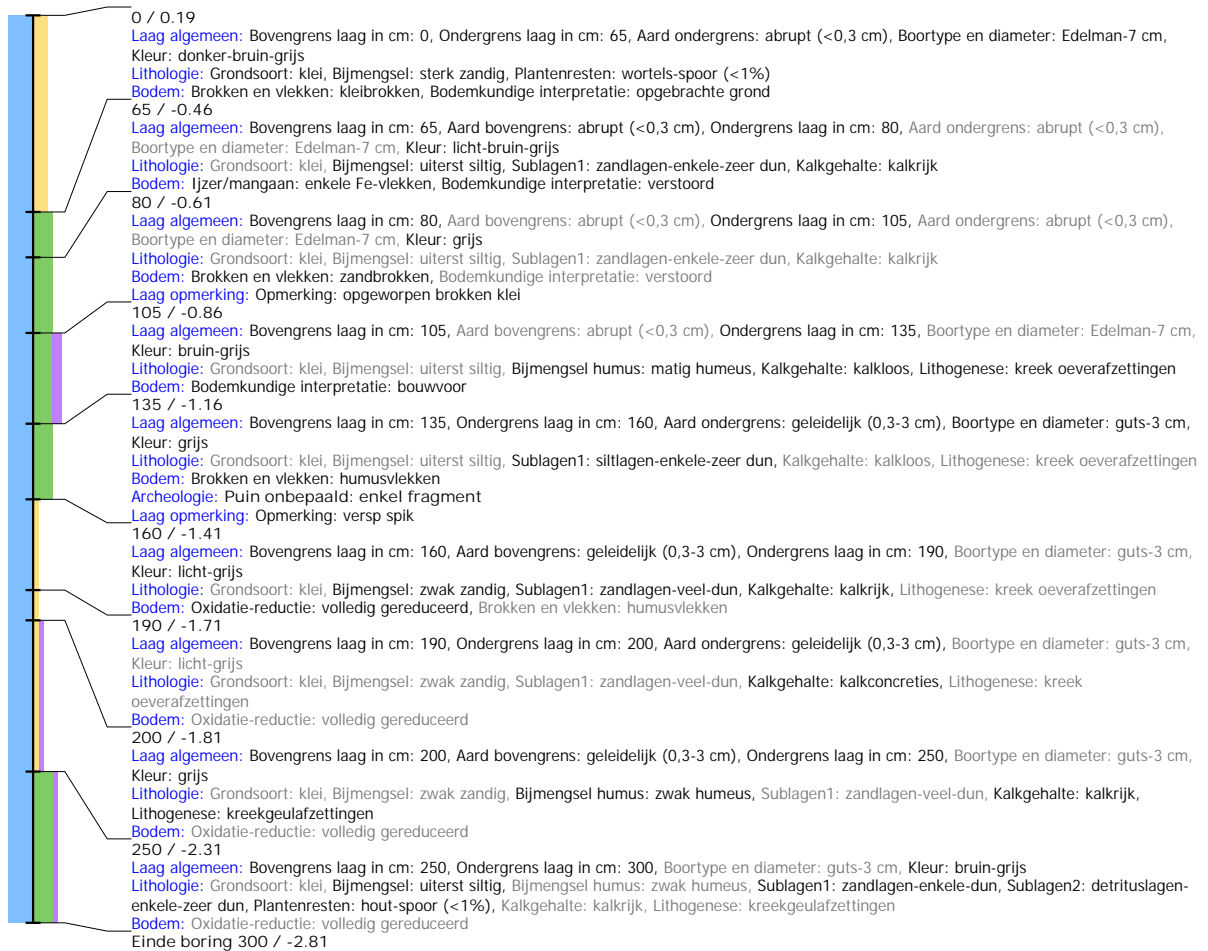 0 / 0.19
Laag algemeen: Bovengrens laag in cm: 0, Ondergrens laag in cm: 65, Aard ondergrens: abrupt (<0,3 cm), Boortype en diameter: Edelman-7 cm,
Kleur: donker-bruin-grijs
Lithologie: Grondsoort: klei, Bijmengsel: sterk zandig, Plantenresten: wortels-spoor (<1%)
Bodem: Brokken en vlekken: kleibrokken, Bodemkundige interpretatie: opgebrachte grond
65 / -0.46
Laag algemeen: Bovengrens laag in cm: 65, Aard bovengrens: abrupt (<0,3 cm), Ondergrens laag in cm: 80, Aard ondergrens: abrupt (<0,3 cm),
Boortype en diameter: Edelman-7 cm, Kleur: licht-bruin-grijs
Lithologie: Grondsoort: klei, Bijmengsel: uiterst siltig, Sublagen1: zandlagen-enkele-zeer dun, Kalkgehalte: kalkrijk
Bodem: Ijzer/mangaan: enkele Fe-vlekken, Bodemkundige interpretatie: verstoord
80 / -0.61
Laag algemeen: Bovengrens laag in cm: 80, Aard bovengrens: abrupt (<0,3 cm), Ondergrens laag in cm: 105, Aard ondergrens: abrupt (<0,3 cm),
Boortype en diameter: Edelman-7 cm, Kleur: grijs
Lithologie: Grondsoort: klei, Bijmengsel: uiterst siltig, Sublagen1: zandlagen-enkele-zeer dun, Kalkgehalte: kalkrijk
Bodem: Brokken en vlekken: zandbrokken, Bodemkundige interpretatie: verstoord
Laag opmerking: Opmerking: opgeworpen brokken klei
105 / -0.86
Laag algemeen: Bovengrens laag in cm: 105, Aard bovengrens: abrupt (<0,3 cm), Ondergrens laag in cm: 135, Boortype en diameter: Edelman-7 cm,
Kleur: bruin-grijs
Lithologie: Grondsoort: klei, Bijmengsel: uiterst siltig, Bijmengsel humus: matig humeus, Kalkgehalte: kalkloos, Lithogenese: kreek oeverafzettingen
Bodem: Bodemkundige interpretatie: bouwvoor
135 / -1.16
Laag algemeen: Bovengrens laag in cm: 135, Ondergrens laag in cm: 160, Aard ondergrens: geleidelijk (0,3-3 cm), Boortype en diameter: guts-3 cm,
Kleur: grijs
Lithologie: Grondsoort: klei, Bijmengsel: uiterst siltig, Sublagen1: siltlagen-enkele-zeer dun, Kalkgehalte: kalkloos, Lithogenese: kreek oeverafzettingen
Bodem: Brokken en vlekken: humusvlekken
Archeologie: Puin onbepaald: enkel fragment
Laag opmerking: Opmerking: versp spik
160 / -1.41
Laag algemeen: Bovengrens laag in cm: 160, Aard bovengrens: geleidelijk (0,3-3 cm), Ondergrens laag in cm: 190, Boortype en diameter: guts-3 cm,
Kleur: licht-grijs
Lithologie: Grondsoort: klei, Bijmengsel: zwak zandig, Sublagen1: zandlagen-veel-dun, Kalkgehalte: kalkrijk, Lithogenese: kreek oeverafzettingen
Bodem: Oxidatie-reductie: volledig gereduceerd, Brokken en vlekken: humusvlekken
190 / -1.71
Laag algemeen: Bovengrens laag in cm: 190, Ondergrens laag in cm: 200, Aard ondergrens: geleidelijk (0,3-3 cm), Boortype en diameter: guts-3 cm,
Kleur: licht-grijs
Lithologie: Grondsoort: klei, Bijmengsel: zwak zandig, Sublagen1: zandlagen-veel-dun, Kalkgehalte: kalkconcreties, Lithogenese: kreek
oeverafzettingen
Bodem: Oxidatie-reductie: volledig gereduceerd
200 / -1.81
Laag algemeen: Bovengrens laag in cm: 200, Aard bovengrens: geleidelijk (0,3-3 cm), Ondergrens laag in cm: 250, Boortype en diameter: guts-3 cm,
Kleur: grijs
Lithologie: Grondsoort: klei, Bijmengsel: zwak zandig, Bijmengsel humus: zwak humeus, Sublagen1: zandlagen-veel-dun, Kalkgehalte: kalkrijk,
Lithogenese: kreekgeulafzettingen
Bodem: Oxidatie-reductie: volledig gereduceerd
250 / -2.31
Laag algemeen: Bovengrens laag in cm: 250, Ondergrens laag in cm: 300, Boortype en diameter: guts-3 cm, Kleur: bruin-grijs
Lithologie: Grondsoort: klei, Bijmengsel: uiterst siltig, Bijmengsel humus: zwak humeus, Sublagen1: zandlagen-enkele-dun, Sublagen2: detrituslagen-
enkele-zeer dun, Plantenresten: hout-spoor (<1%), Kalkgehalte: kalkrijk, Lithogenese: kreekgeulafzettingen
Bodem: Oxidatie-reductie: volledig gereduceerd
Einde boring 300 / -2.81